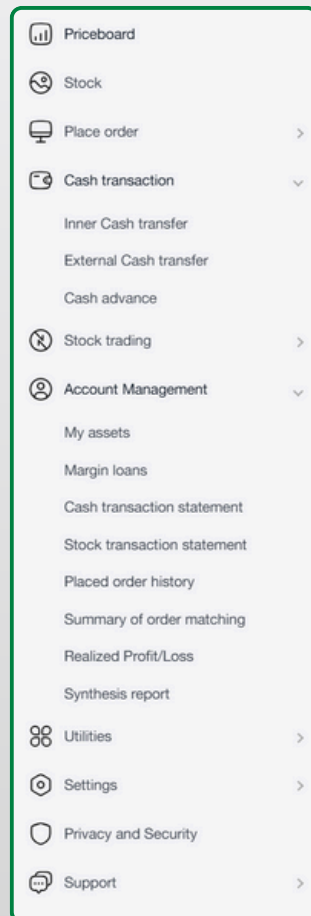 Priceboard
Stock
Place order
Cash transaction
Inner Cash transfer
External Cash transfer
Cash advance
Stock trading
Account Management
My assets
Margin loans
Cash transaction statement
Stock transaction statement
Placed order history
Summary of order matching
Realized Profit/Loss
Synthesis report
Utilities
Settings
Privacy and Security
Support